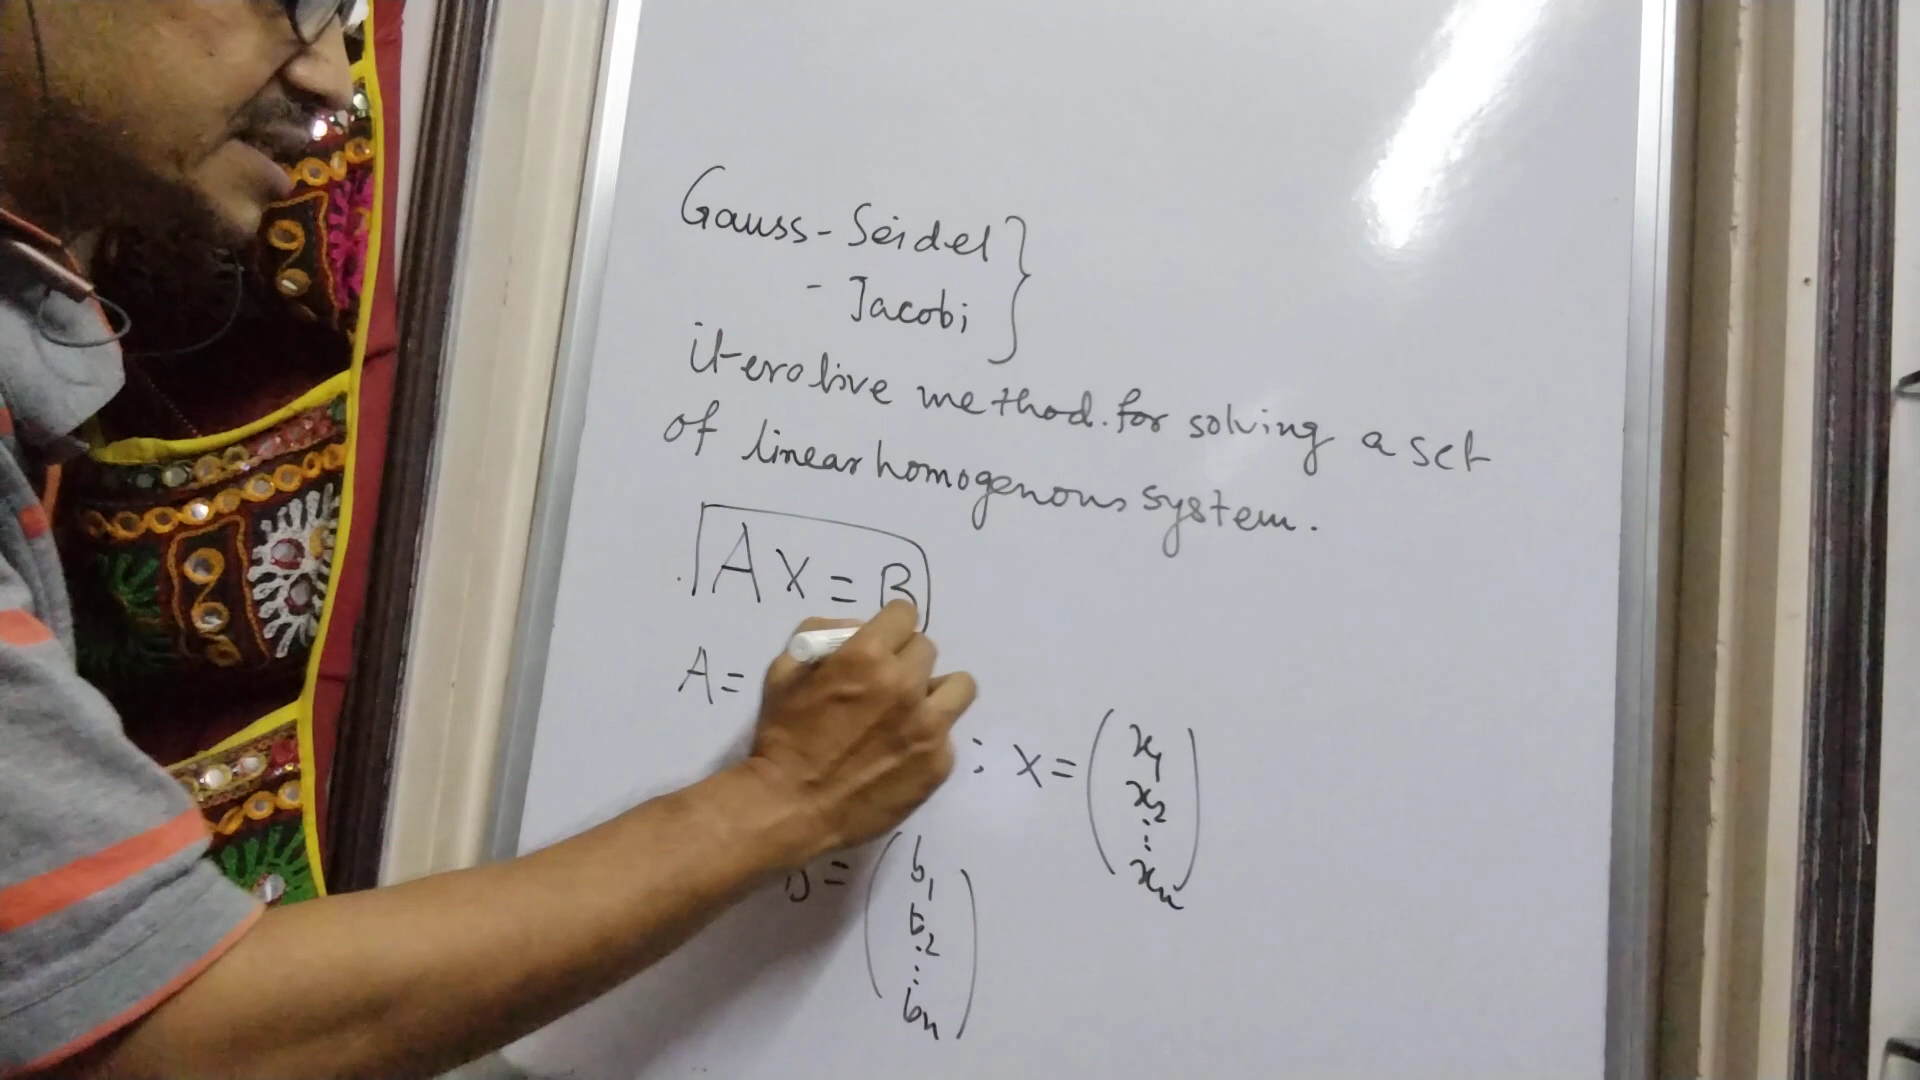 Gauss - Seidel
- Jacobi
iterative method. for solving a set
of linear homogenous system.
AX = B
A =
: X = (x₁ x₂ ⋮ xₙ)
B = (b₁ b₂ ⋮ bₙ)